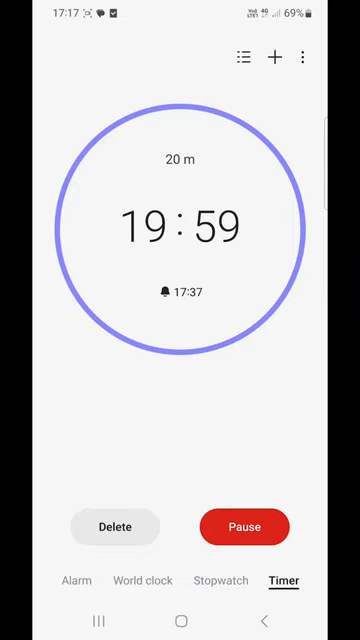 17:17 69%
20 m
19:59
17:37
Delete Pause
Alarm World clock Stopwatch Timer